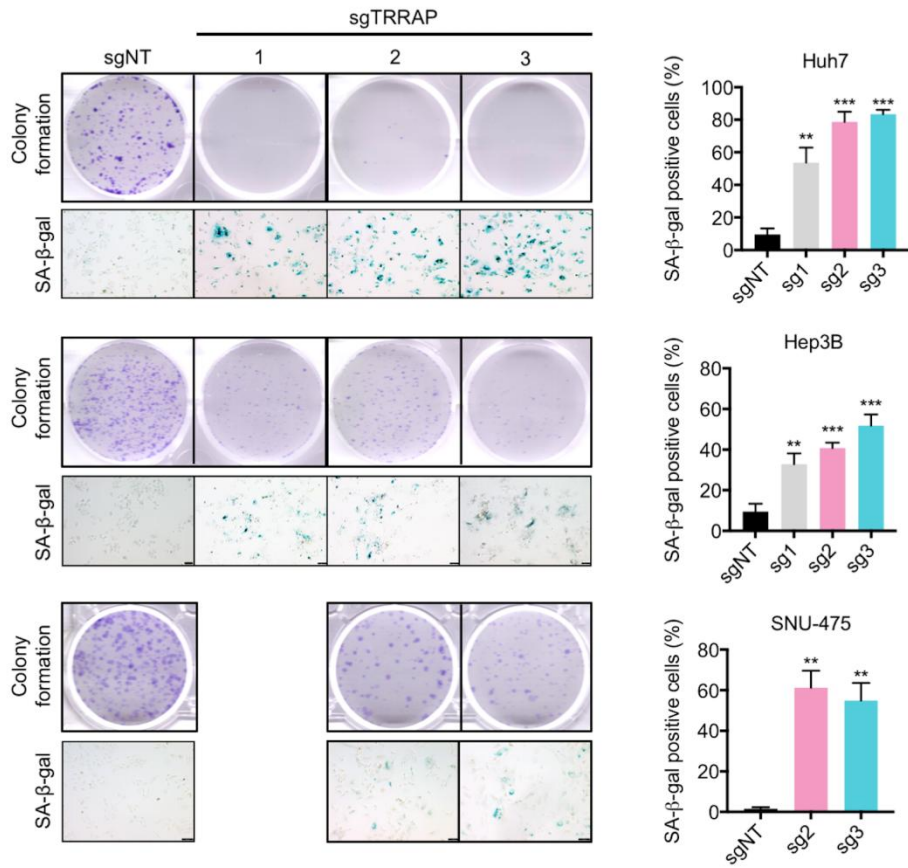 sgTRRAP
sgNT 1 2 3
Colony
formation
SA-β-gal
Huh7
SA-β-gal positive cells (%)
100
80
60
40
20
0
** *** ***
sgNT sg1 sg2 sg3
Colony
formation
SA-β-gal
Hep3B
SA-β-gal positive cells (%)
80
60
40
20
0
** *** ***
sgNT sg1 sg2 sg3
Colony
formation
SA-β-gal
SNU-475
SA-β-gal positive cells (%)
80
60
40
20
0
** **
sgNT sg2 sg3